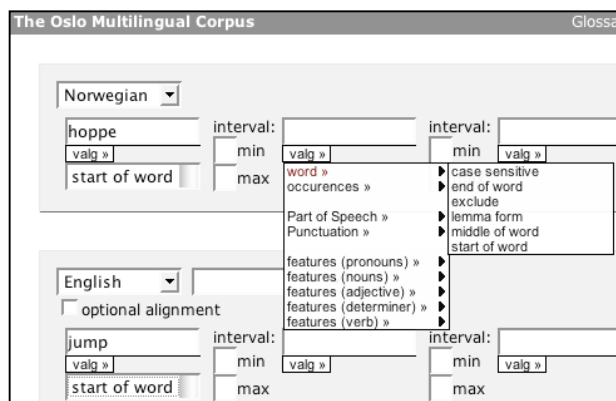 The Oslo Multilingual Corpus Glossa
Norwegian
hoppe interval: interval:
valg » min valg » min valg »
start of word max
word » case sensitive
occurences » end of word
exclude
Part of Speech » lemma form
Punctuation » middle of word
start of word
features (pronouns) »
features (nouns) »
features (adjective) »
features (determiner) »
features (verb) »
English
optional alignment
jump interval: interval:
valg » min valg » min valg »
start of word max max